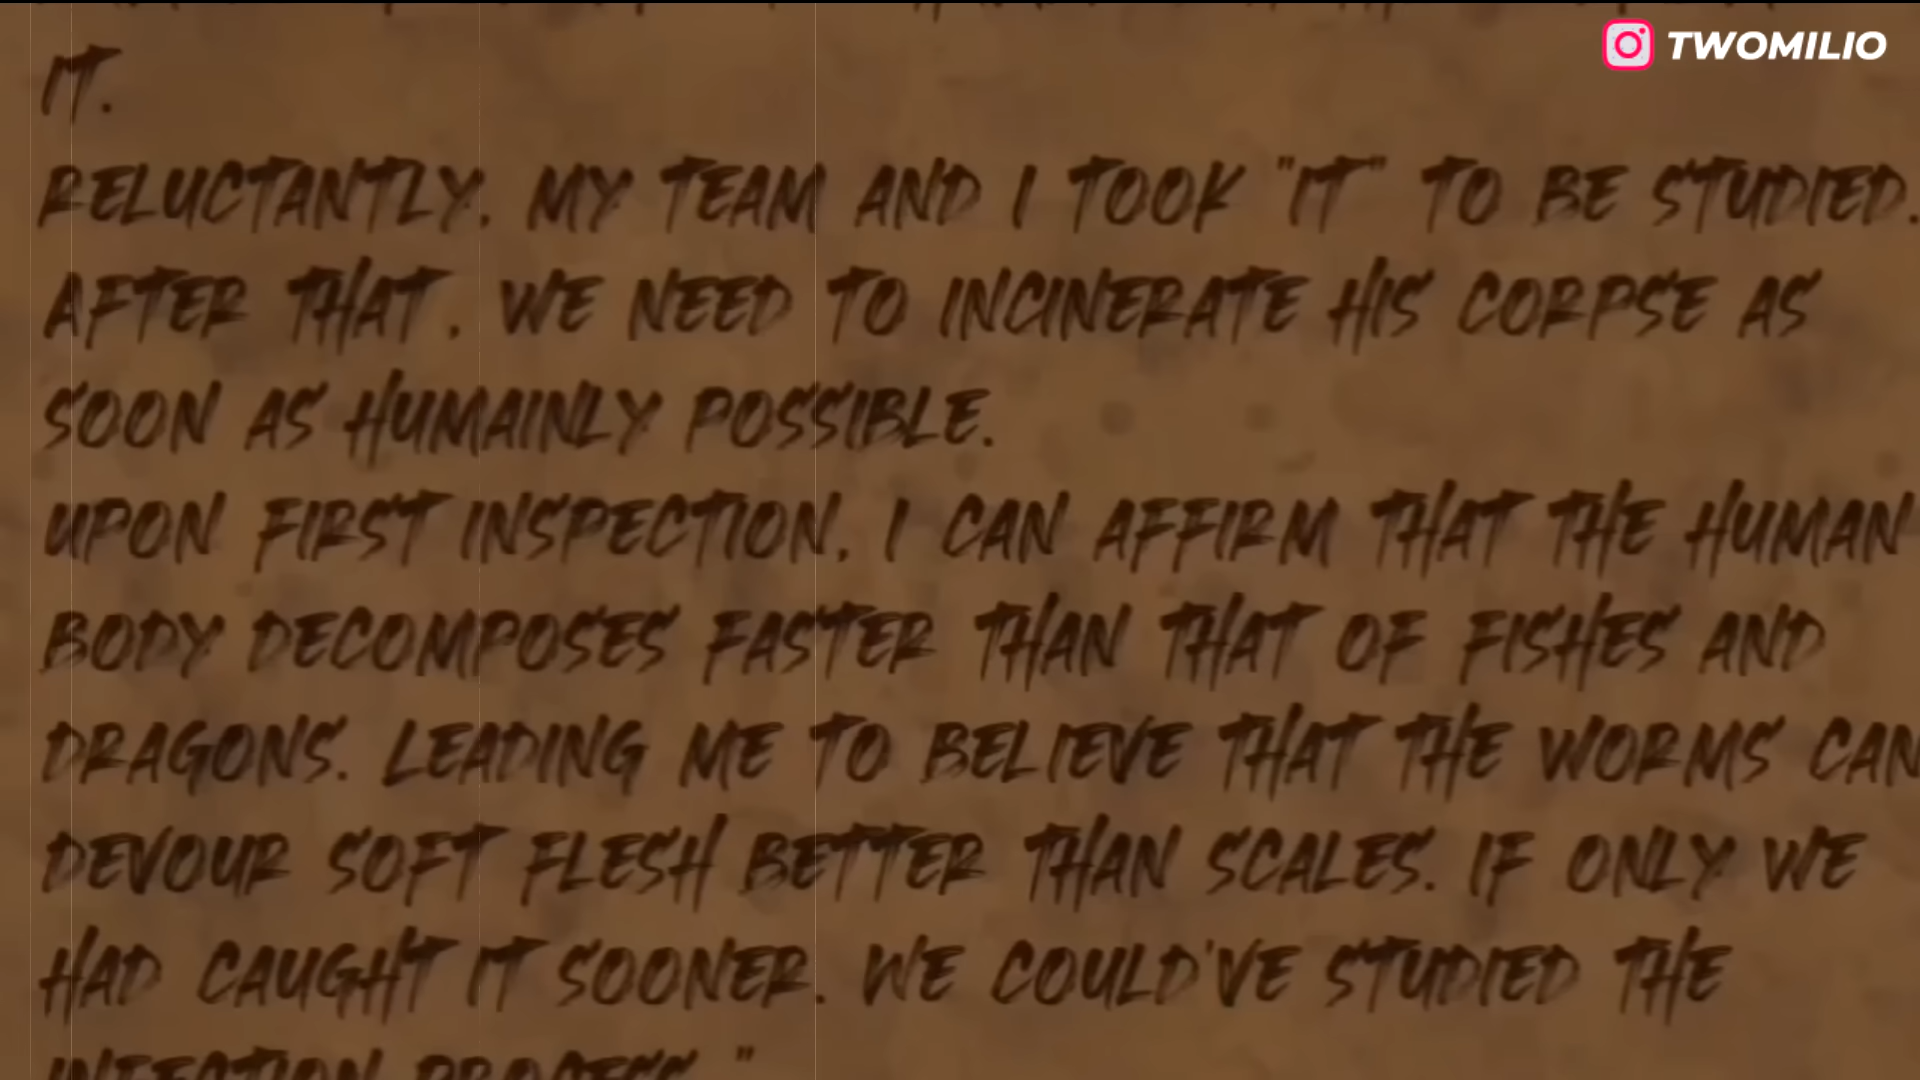 TWOMILIO
IT.
RELUCTANTLY, MY TEAM AND I TOOK "IT" TO BE STUDIED.
AFTER THAT, WE NEED TO INCINERATE HIS CORPSE AS
SOON AS HUMAINLY POSSIBLE.
UPON FIRST INSPECTION, I CAN AFFIRM THAT THE HUMAN
BODY DECOMPOSES FASTER THAN THAT OF FISHES AND
DRAGONS. LEADING ME TO BELIEVE THAT THE WORMS CAN
DEVOUR SOFT FLESH BETTER THAN SCALES. IF ONLY WE
HAD CAUGHT IT SOONER. WE COULD'VE STUDIED THE
INFECTION PROCESS."